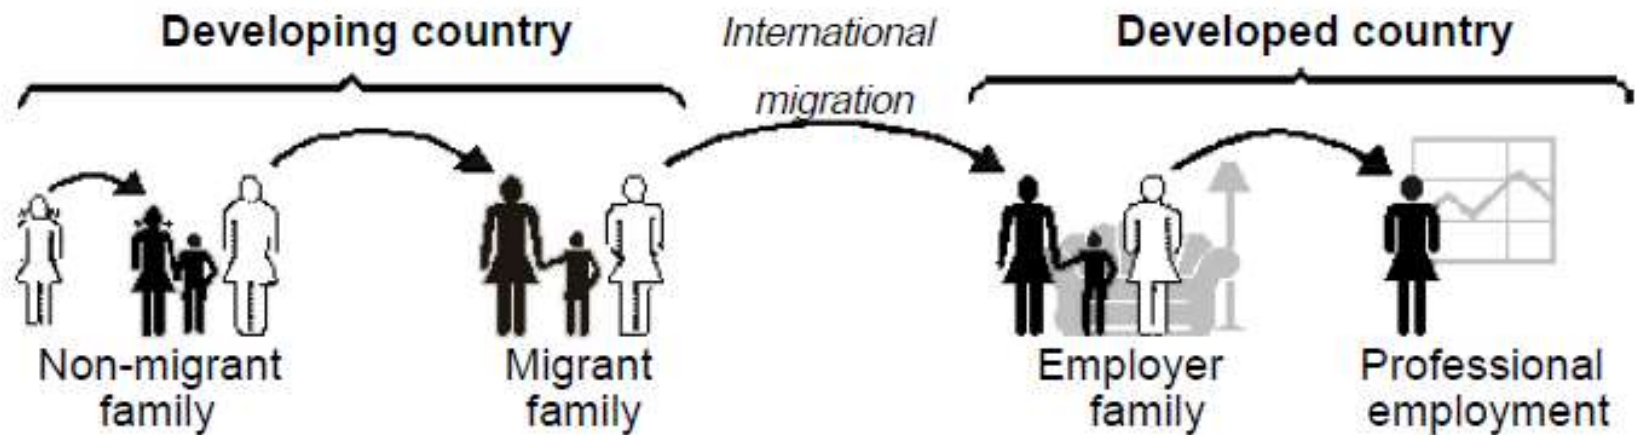 Developing country
International
migration
Developed country
Non-migrant
family
Migrant
family
Employer
family
Professional
employment